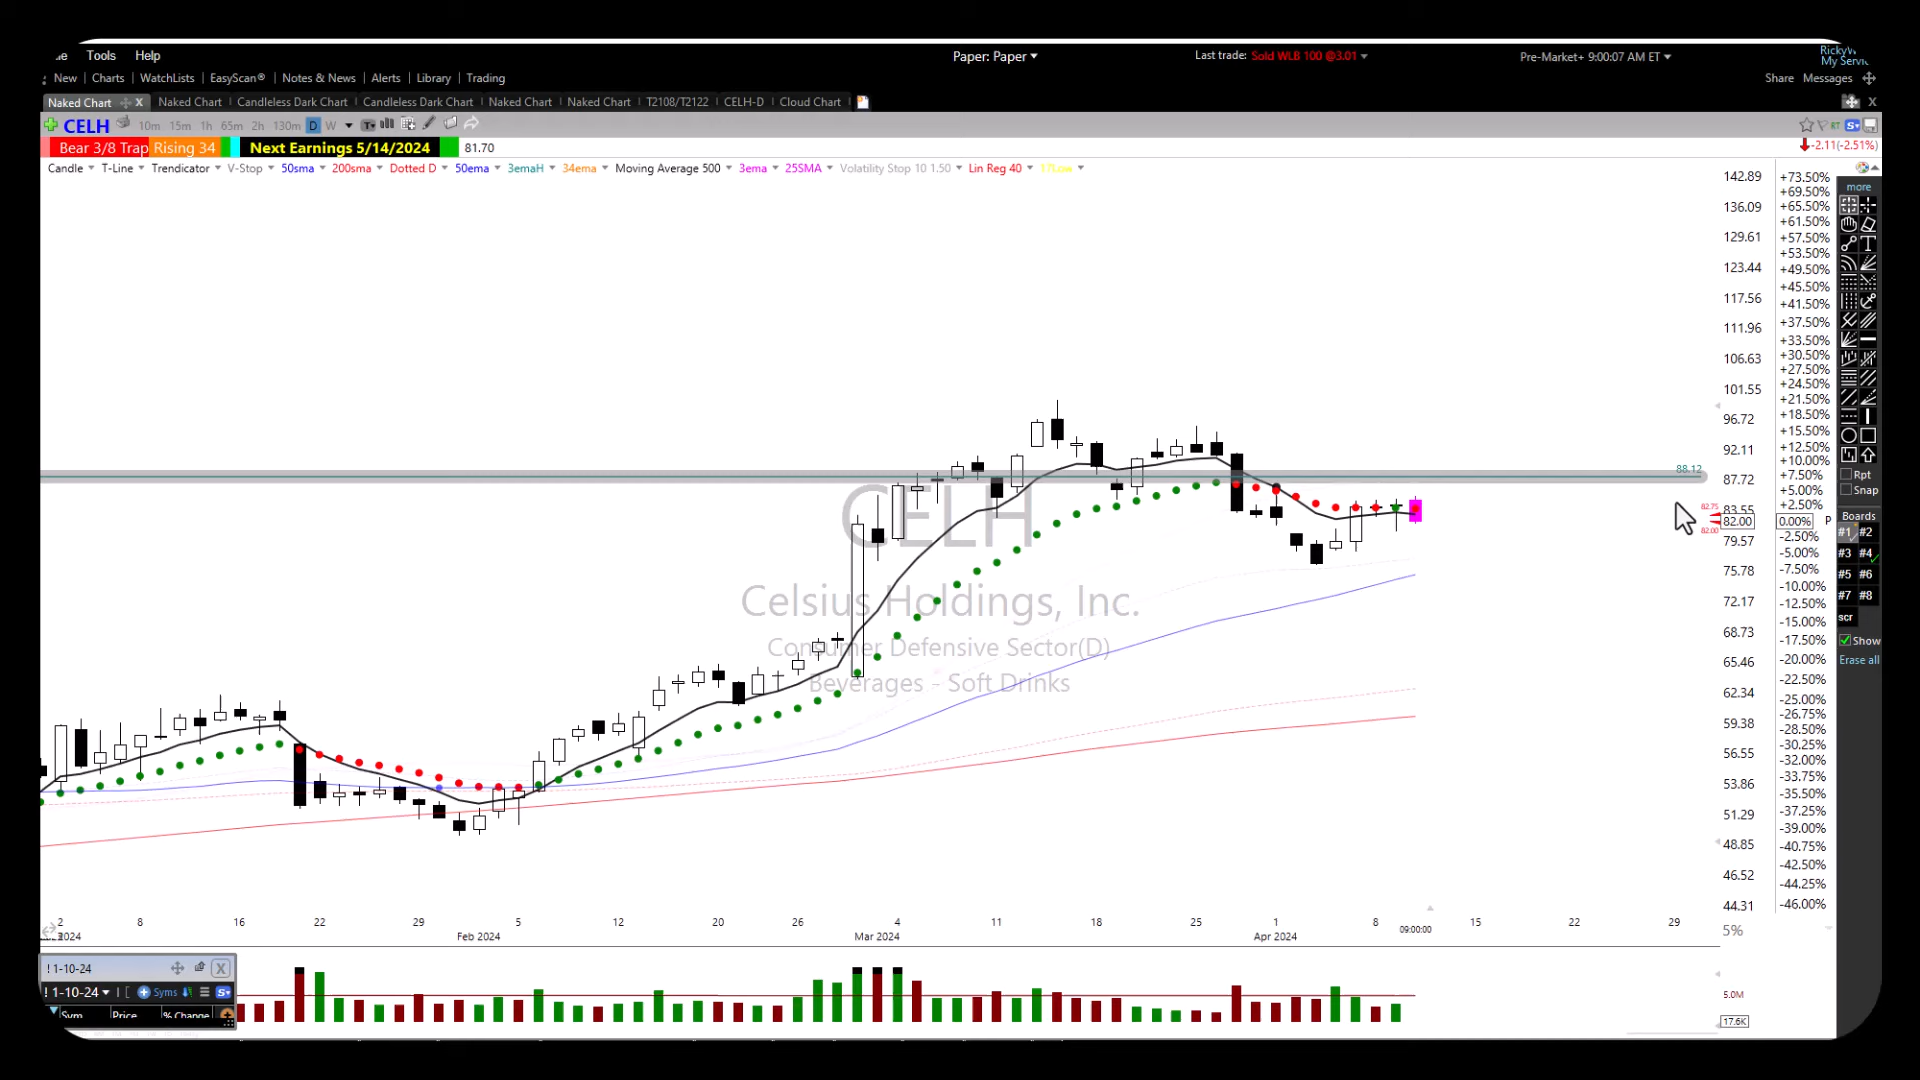 Tools Help
Paper: Paper
Last trade: Sold WLB 100 @3.01
Pre-Market+ 9:00:07 AM ET
New | Charts | WatchLists | EasyScan® | Notes & News | Alerts | Library | Trading
Share Messages
Naked Chart X Naked Chart Candleless Dark Chart Candleless Dark Chart Naked Chart Naked Chart T2108/T2122 CELH-D Cloud Chart
X
CELH 10m 15m 1h 65m 2h 130m D W
Bear 3/8 Trap Rising 34 Next Earnings 5/14/2024 81.70
-2.11(-2.51%)
Candle T-Line Trendicator V-Stop 50sma 200sma Dotted D 50ema 3emaH 34ema Moving Average 500 3ema 25SMA Volatility Stop 10 1.50 Lin Reg 40 17Low
more
142.89 +73.50%
+69.50%
136.09 +65.50%
+61.50%
129.61 +57.50%
+53.50%
123.44 +49.50%
+45.50%
117.56 +41.50%
+37.50%
111.96 +33.50%
+30.50%
106.63 +27.50%
+24.50%
101.55 +21.50%
96.72 +18.50%
+15.50%
92.11 +12.50%
+10.00%
88.12
87.72 +7.50%
+5.00%
+2.50%
83.55
82.75
82.00 0.00% P
82.00
79.57 -2.50%
-5.00%
75.78 -7.50%
-10.00%
72.17 -12.50%
-15.00%
68.73 -17.50%
65.46 -20.00%
-22.50%
62.34 -25.00%
-26.75%
59.38 -28.50%
-30.25%
56.55 -32.00%
-33.75%
53.86 -35.50%
-37.25%
51.29 -39.00%
48.85 -40.75%
-42.50%
46.52 -44.25%
44.31 -46.00%
Rpt
Snap
Boards
#1 #2
#3 #4
#5 #6
#7 #8
scr
Show
Erase all
CELH
Celsius Holdings, Inc.
Consumer Defensive Sector(D)
Beverages - Soft Drinks
2 8 16 22 29 5 12 20 26 4 11 18 25 1 8 15 22 29
2024 Feb 2024 Mar 2024 Apr 2024 09:00:00
5%
! 1-10-24 X
! 1-10-24 Syms
Sym Price % Change
5.0M
17.6K